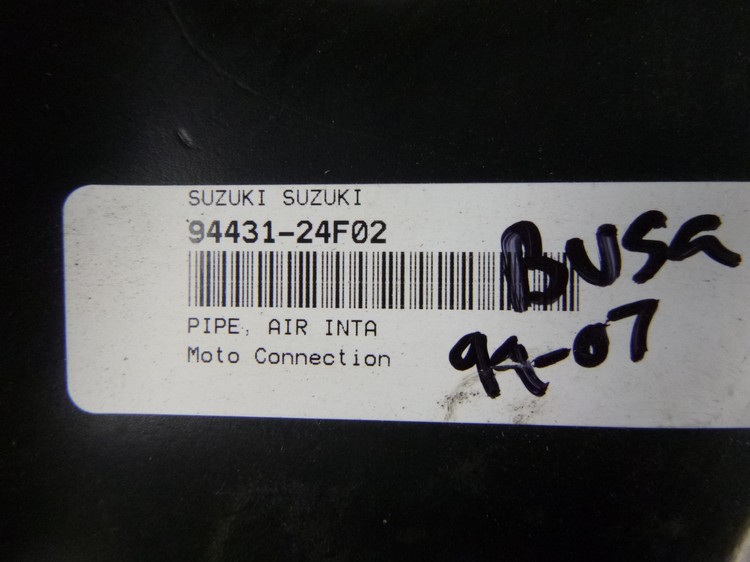 SUZUKI SUZUKI
94431-24F02
Busa
PIPE, AIR INTA
99-07
Moto Connection